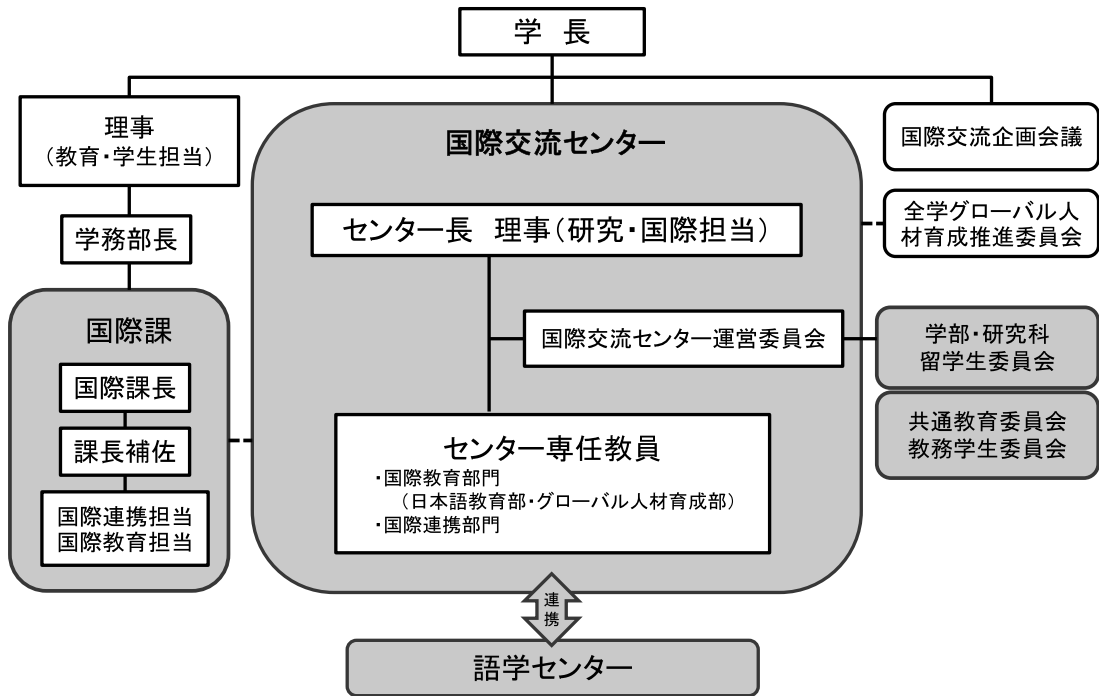 学 長
理事
（教育・学生担当）
学務部長
国際課
国際課長
課長補佐
国際連携担当
国際教育担当
国際交流センター
センター長 理事（研究・国際担当）
国際交流センター運営委員会
センター専任教員
・国際教育部門
（日本語教育部・グローバル人材育成部）
・国際連携部門
国際交流企画会議
全学グローバル人
材育成推進委員会
学部・研究科
留学生委員会
共通教育委員会
教務学生委員会
連
携
語学センター